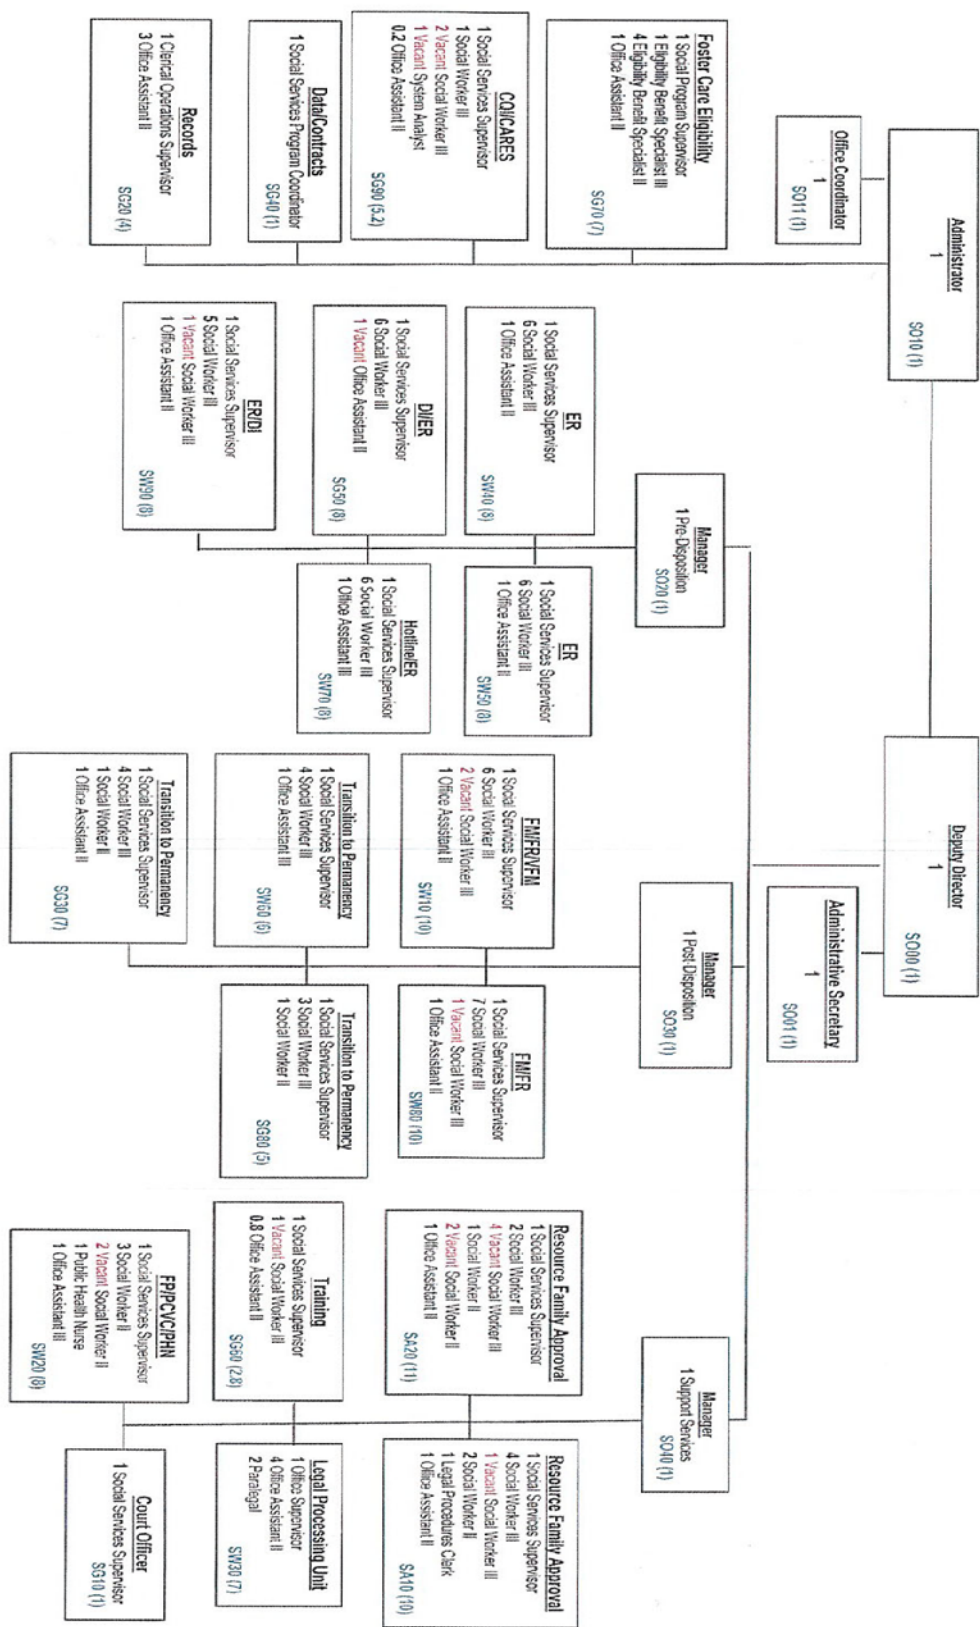 Deputy Director
1
SO00 (1)
Administrative Secretary
1
SO01 (1)
Administrator
1
SO10 (1)
Office Coordinator
1
SO11 (1)
Foster Care Eligibility
1 Social Program Supervisor
1 Eligibility Benefit Specialist III
4 Eligibility Benefit Specialist II
1 Office Assistant II
SG70 (7)
CQI/CARES
1 Social Services Supervisor
1 Social Worker III
2 Vacant Social Worker III
1 Vacant System Analyst
0.2 Office Assistant II
SG90 (5.2)
Data/Contracts
1 Social Services Program Coordinator
SG40 (1)
Records
1 Clerical Operations Supervisor
3 Office Assistant II
SG20 (4)
Manager
1 Pre-Disposition
SO20 (1)
ER
1 Social Services Supervisor
6 Social Worker III
1 Office Assistant II
SW40 (8)
ER
1 Social Services Supervisor
6 Social Worker III
1 Office Assistant II
SW50 (8)
DI/ER
1 Social Services Supervisor
6 Social Worker III
1 Vacant Office Assistant II
SG50 (8)
Hotline/ER
1 Social Services Supervisor
6 Social Worker III
1 Office Assistant III
SW70 (8)
ER/DI
1 Social Services Supervisor
5 Social Worker III
1 Vacant Social Worker III
1 Office Assistant II
SW90 (8)
Manager
1 Post-Disposition
SO30 (1)
FM/FR/VFM
1 Social Services Supervisor
6 Social Worker III
2 Vacant Social Worker III
1 Office Assistant II
SW10 (10)
FM/FR
1 Social Services Supervisor
7 Social Worker III
1 Vacant Social Worker III
1 Office Assistant II
SW80 (10)
Transition to Permanency
1 Social Services Supervisor
4 Social Worker III
1 Office Assistant III
SW60 (6)
Transition to Permanency
1 Social Services Supervisor
3 Social Worker III
1 Social Worker II
SG80 (5)
Transition to Permanency
1 Social Services Supervisor
4 Social Worker III
1 Social Worker II
1 Office Assistant II
SG30 (7)
Manager
1 Support Services
SO40 (1)
Resource Family Approval
1 Social Services Supervisor
2 Social Worker III
4 Vacant Social Worker III
1 Social Worker II
2 Vacant Social Worker II
1 Office Assistant II
SA20 (11)
Resource Family Approval
1 Social Services Supervisor
4 Social Worker III
1 Vacant Social Worker III
2 Social Worker II
1 Legal Procedures Clerk
1 Office Assistant II
SA10 (10)
Training
1 Social Services Supervisor
1 Vacant Social Worker III
0.8 Office Assistant II
SG60 (2.8)
Legal Processing Unit
1 Office Supervisor
4 Office Assistant II
2 Paralegal
SW30 (7)
FP/PCVC/PHN
1 Social Services Supervisor
3 Social Worker II
2 Vacant Social Worker II
1 Public Health Nurse
1 Office Assistant III
SW20 (8)
Court Officer
1 Social Services Supervisor
SG10 (1)